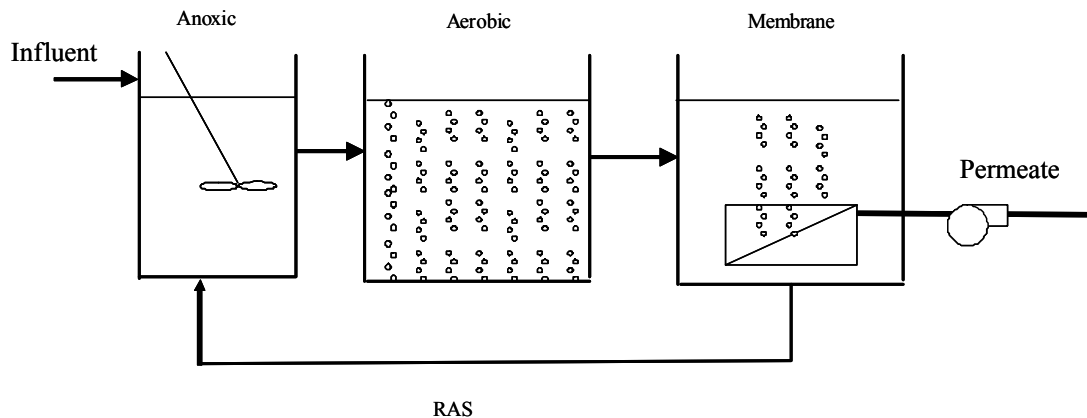 Anoxic
Aerobic
Membrane
Influent
Permeate
RAS